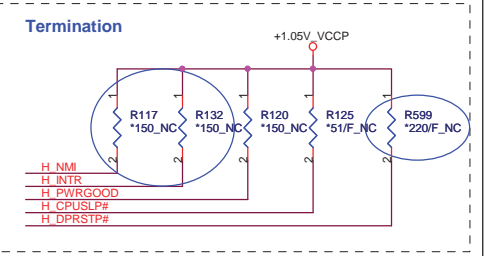 Termination
+1.05V_VCCP
1 1 1 1 1
R117 R132 R120 R125 R599
*150_NC *150_NC *150_NC *51/F_NC *220/F_NC
2 2 2 2 2
H_NMI
H_INTR
H_PWRGOOD
H_CPUSLP#
H_DPRSTP#